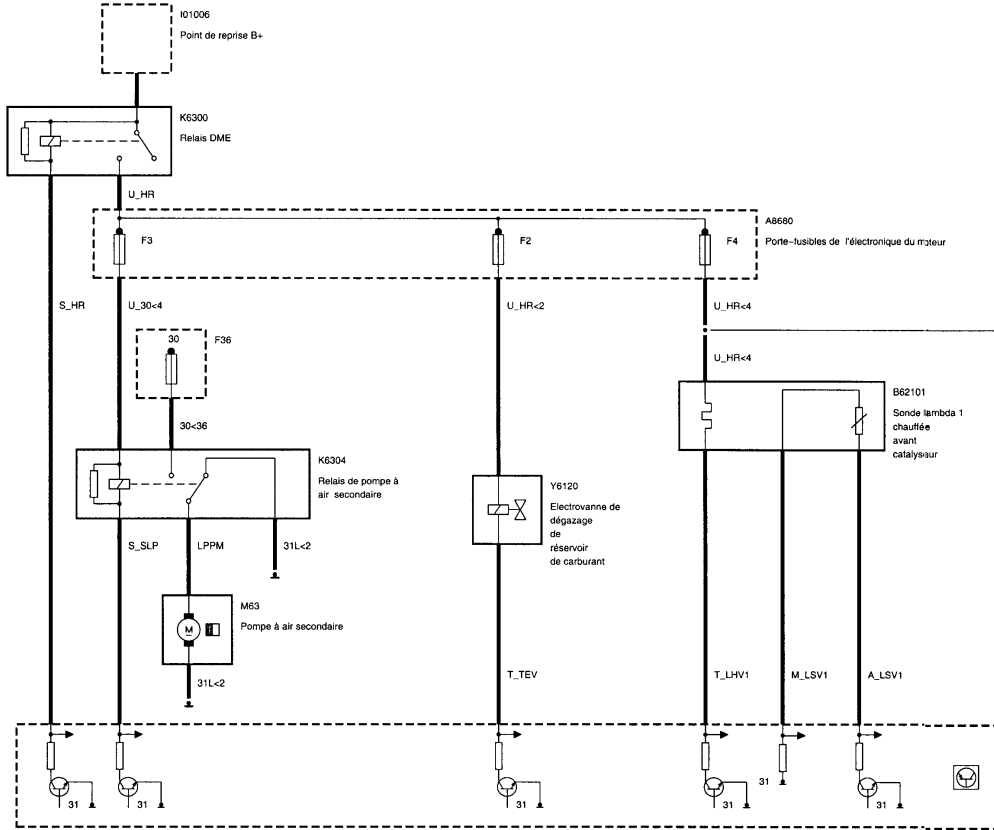 I01006
Point de reprise B+
K6300
Relais DME
U_HR
A8680
F3
F2
F4
Porte-fusibles de l'électronique du moteur
S_HR
U_30<4
U_HR<2
U_HR<4
30
F36
U_HR<4
B62101
30<36
Sonde lambda 1
chauffée
avant
catalyseur
K6304
Relais de pompe à
air secondaire
Y6120
Electrovanne de
dégazage
de
réservoir
de carburant
S_SLP
LPPM
31L<2
M63
M
Pompe à air secondaire
31L<2
T_TEV
T_LHV1
M_LSV1
A_LSV1
31
31
31
31
31
31